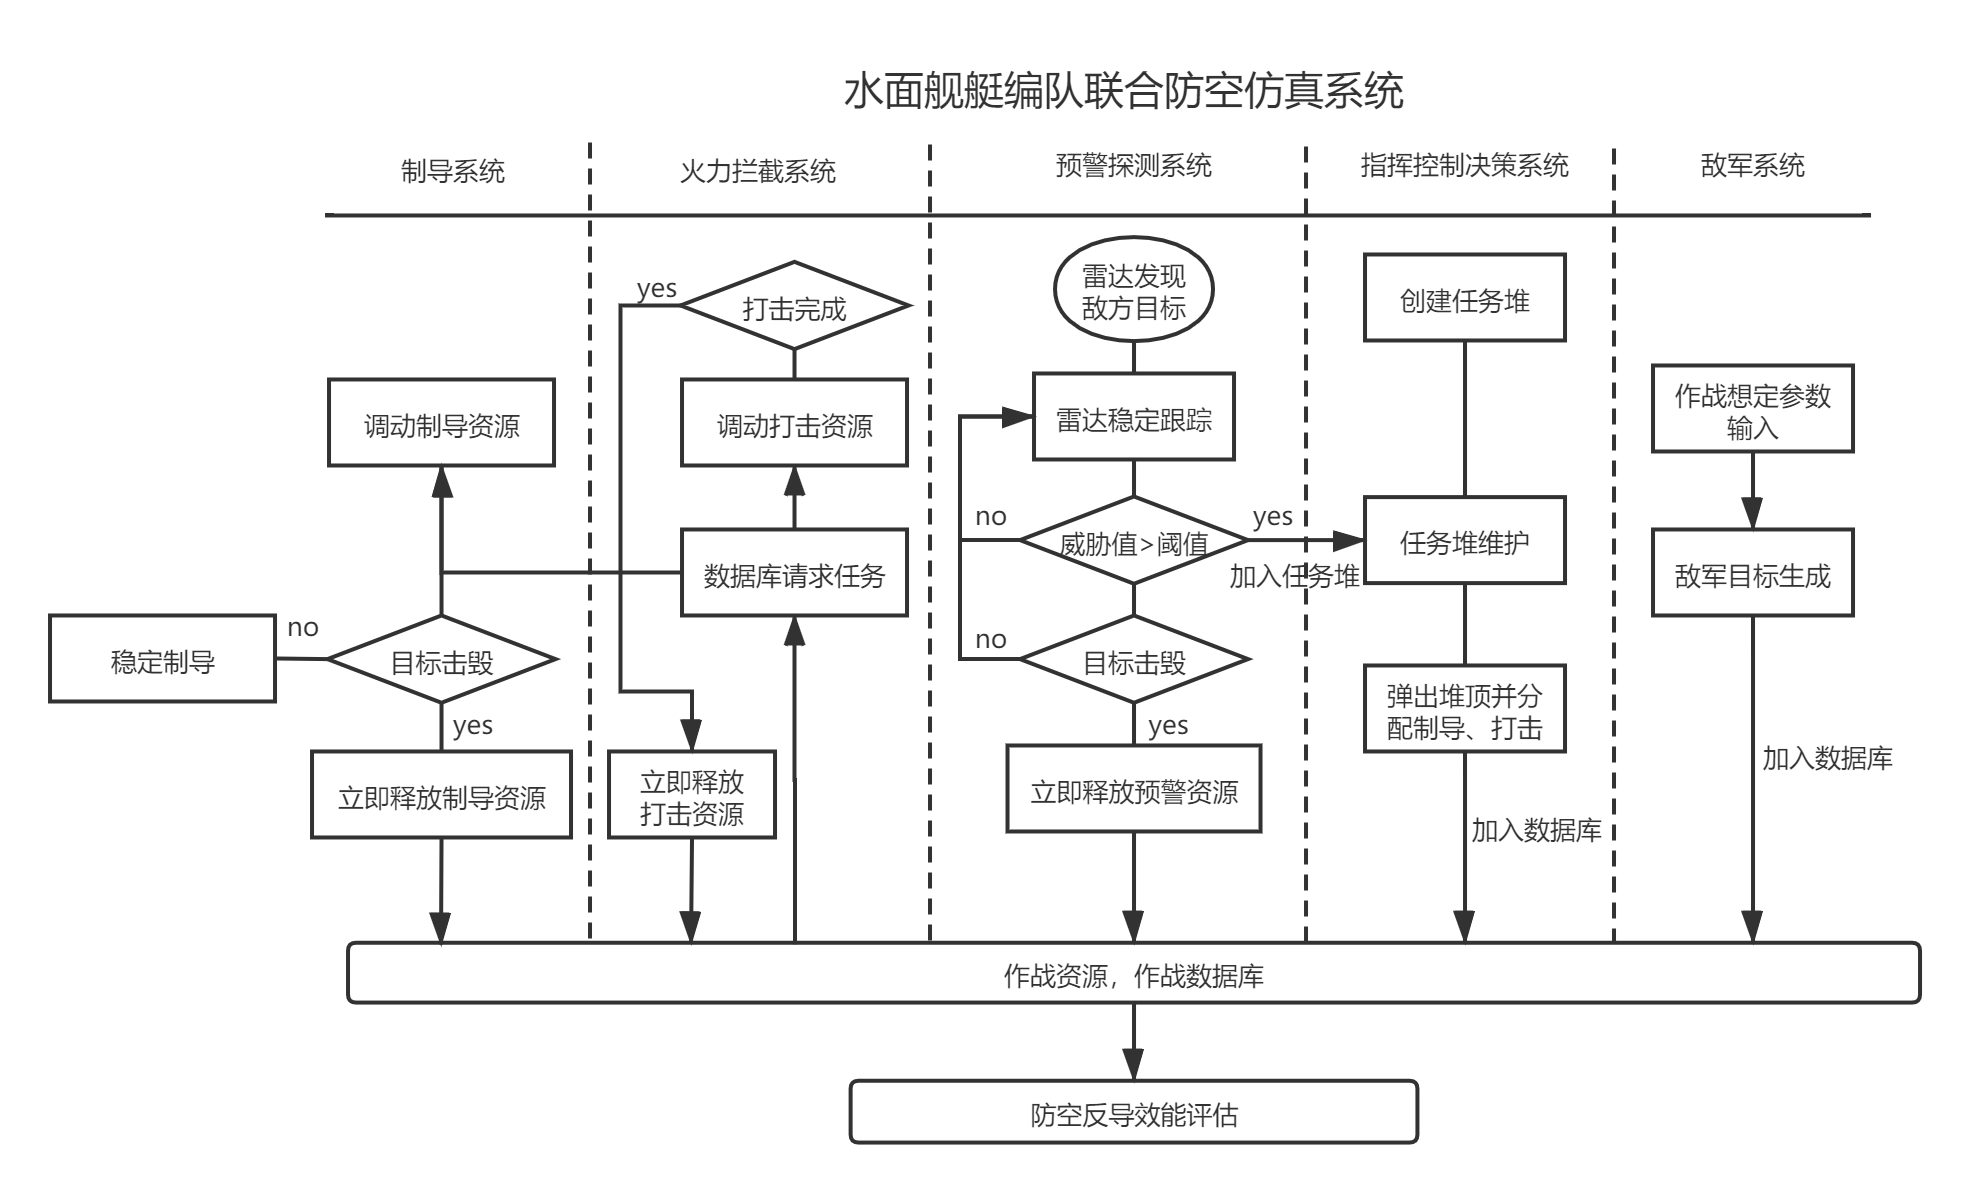 水面舰艇编队联合防空仿真系统
制导系统
火力拦截系统
预警探测系统
指挥控制决策系统
敌军系统
yes
打击完成
雷达发现
敌方目标
创建任务堆
调动制导资源
调动打击资源
雷达稳定跟踪
作战想定参数
输入
no
威胁值>阈值
yes
加入任务堆
任务堆维护
数据库请求任务
敌军目标生成
稳定制导
no
目标击毁
yes
no
目标击毁
yes
弹出堆顶并分
配制导、打击
加入数据库
立即释放制导资源
立即释放
打击资源
立即释放预警资源
加入数据库
作战资源，作战数据库
防空反导效能评估